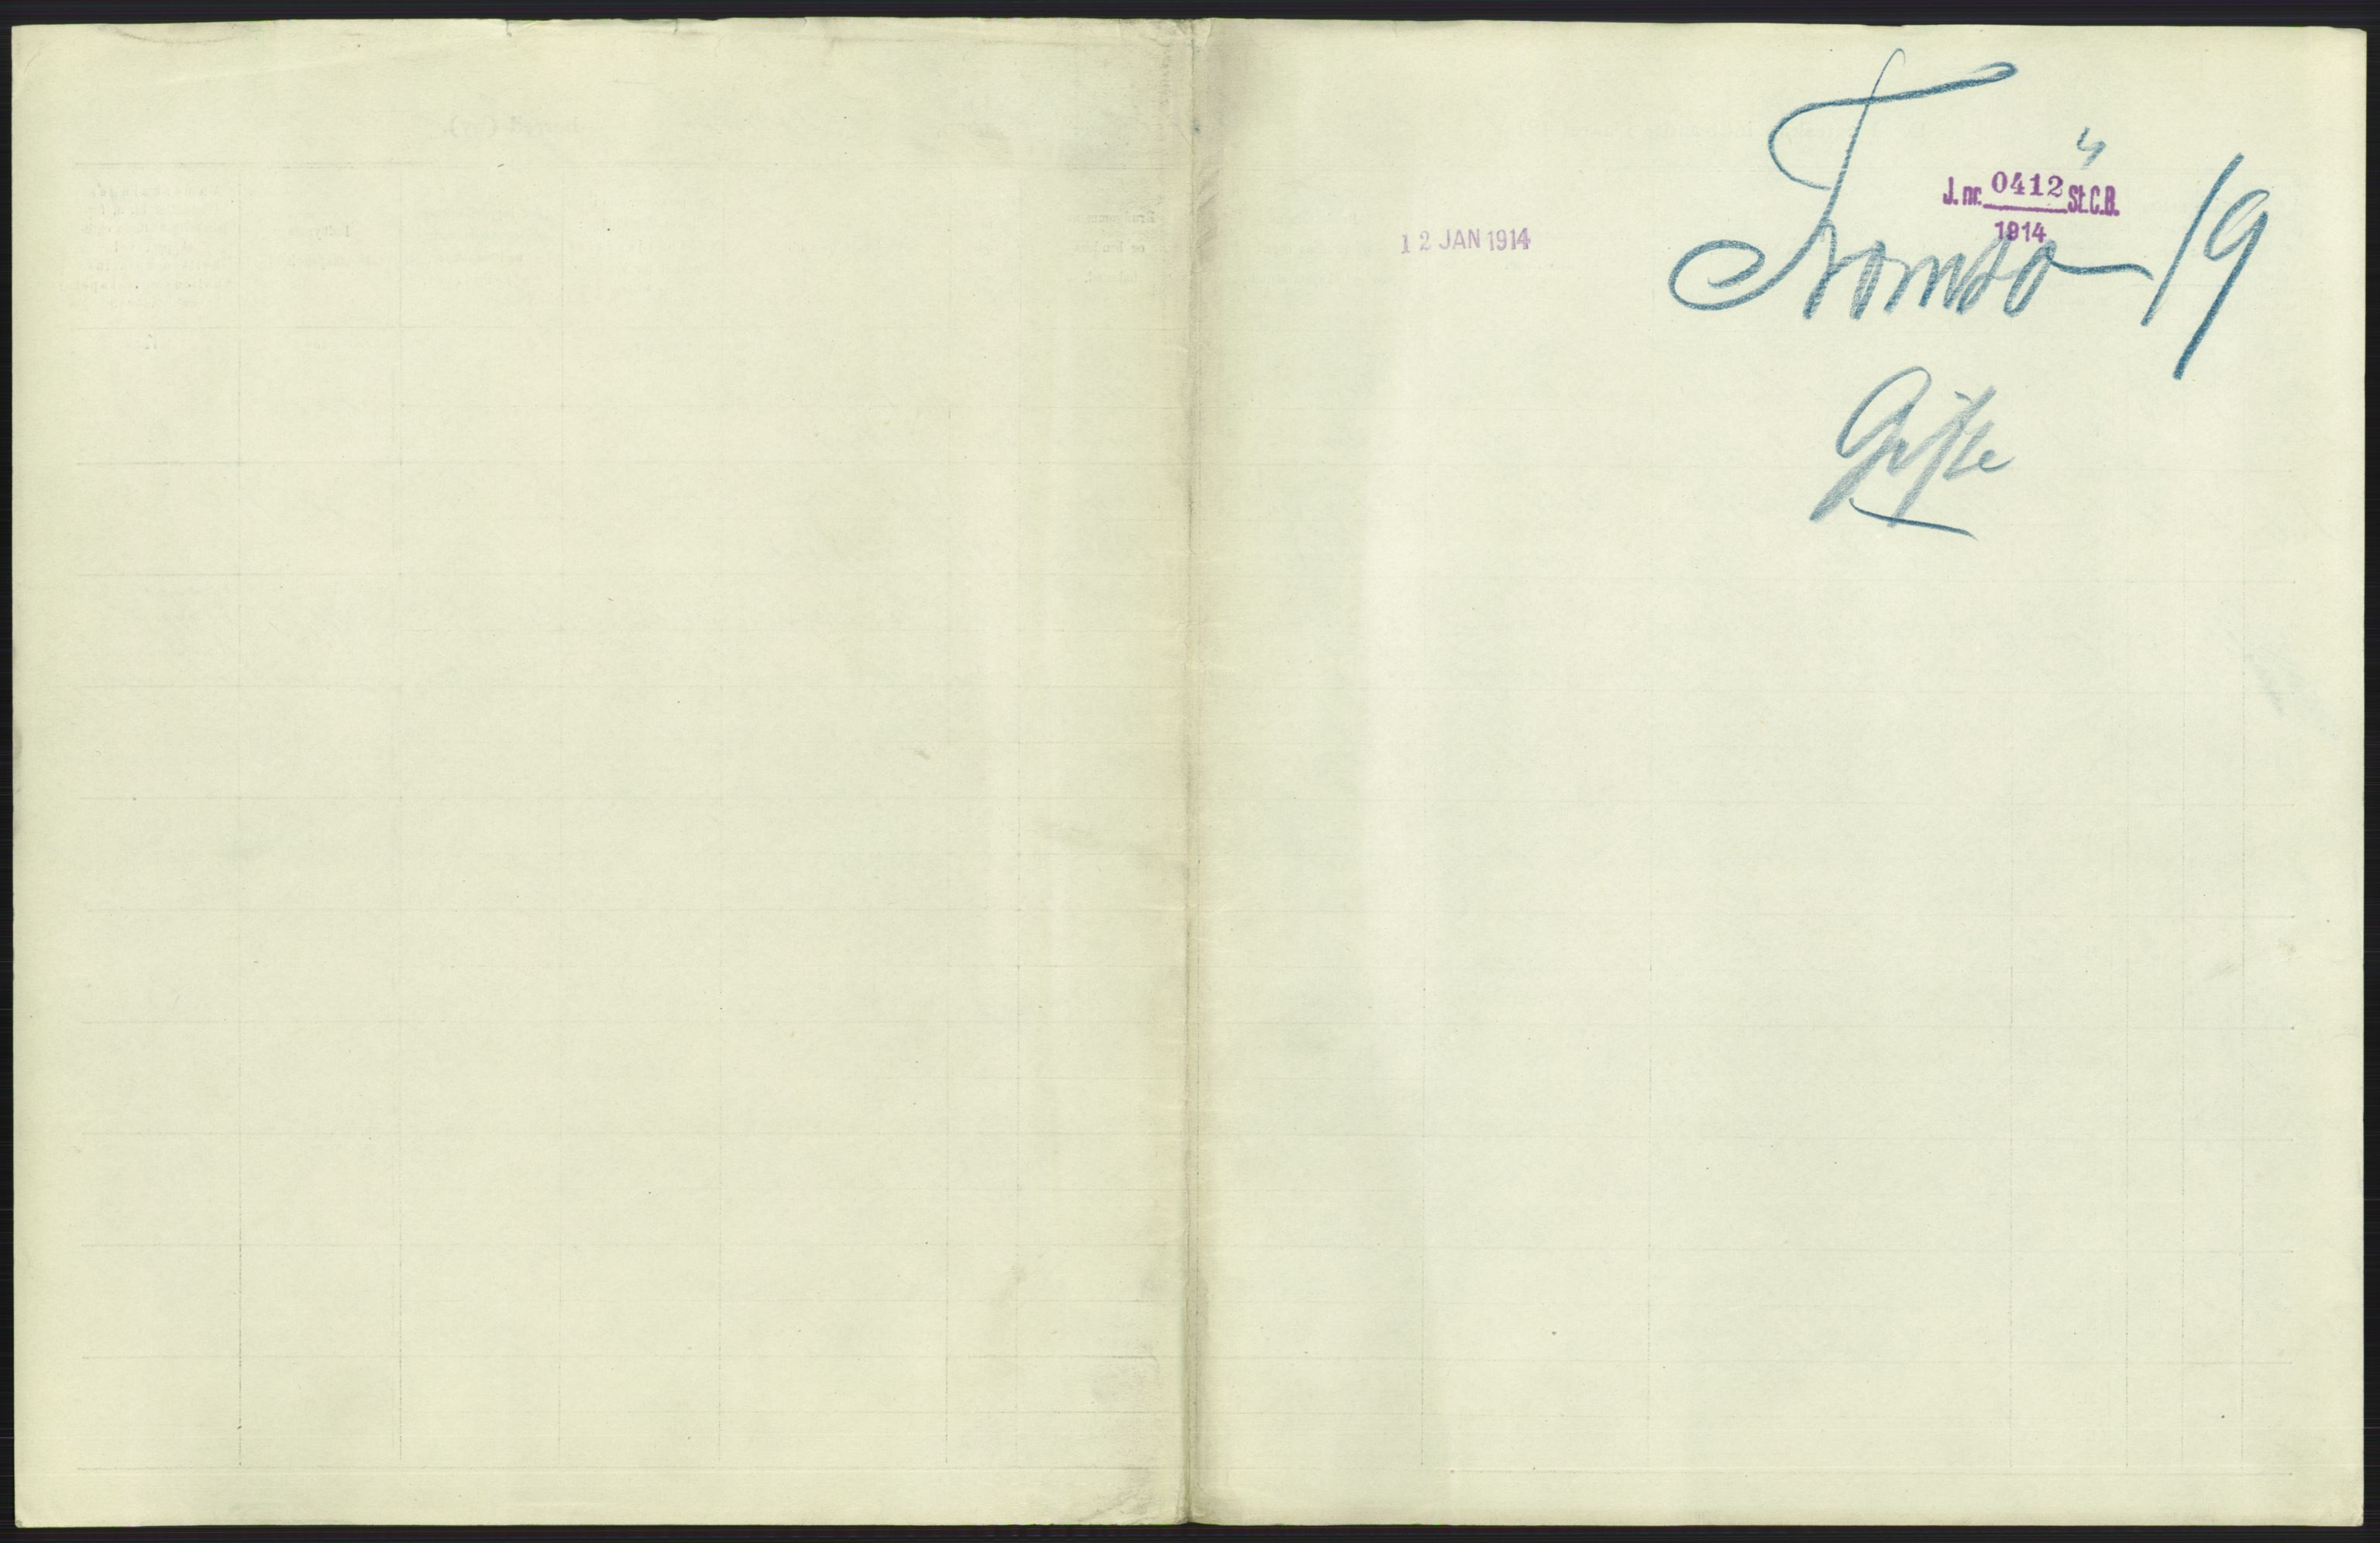 4
J. nr. 0412 St.C.B.
1914
12 JAN 1914
Tromsø 19
Gifte